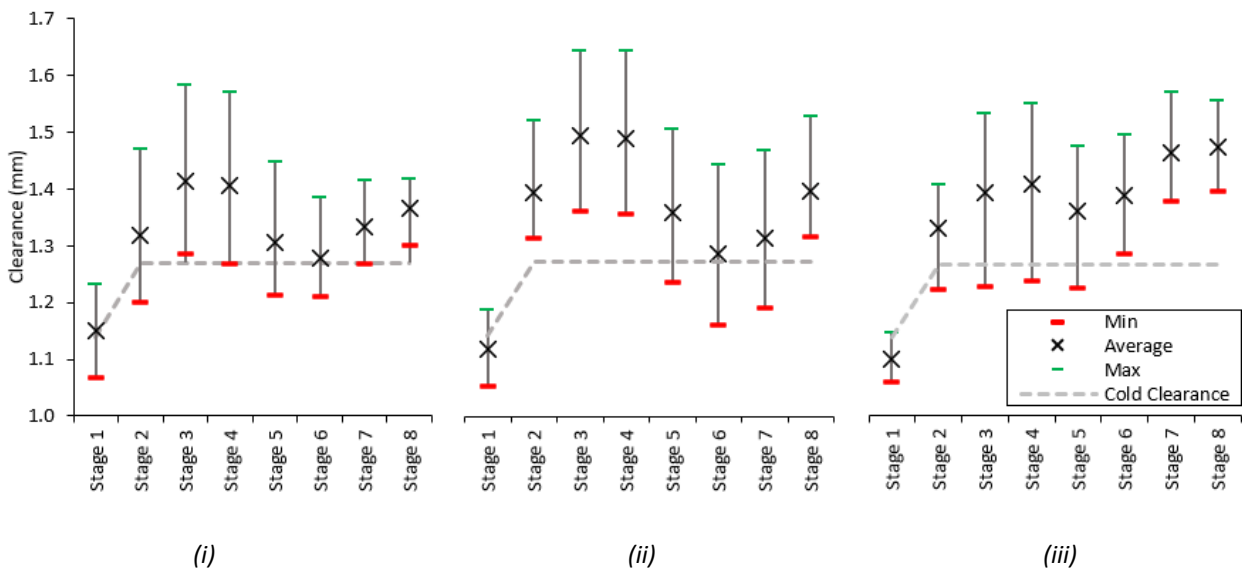 Clearance (mm)
1.7
1.6
1.5
1.4
1.3
1.2
1.1
1.0
Stage 1
Stage 2
Stage 3
Stage 4
Stage 5
Stage 6
Stage 7
Stage 8
Stage 1
Stage 2
Stage 3
Stage 4
Stage 5
Stage 6
Stage 7
Stage 8
Stage 1
Stage 2
Stage 3
Stage 4
Stage 5
Stage 6
Stage 7
Stage 8
Min
Average
Max
Cold Clearance
(i)
(ii)
(iii)